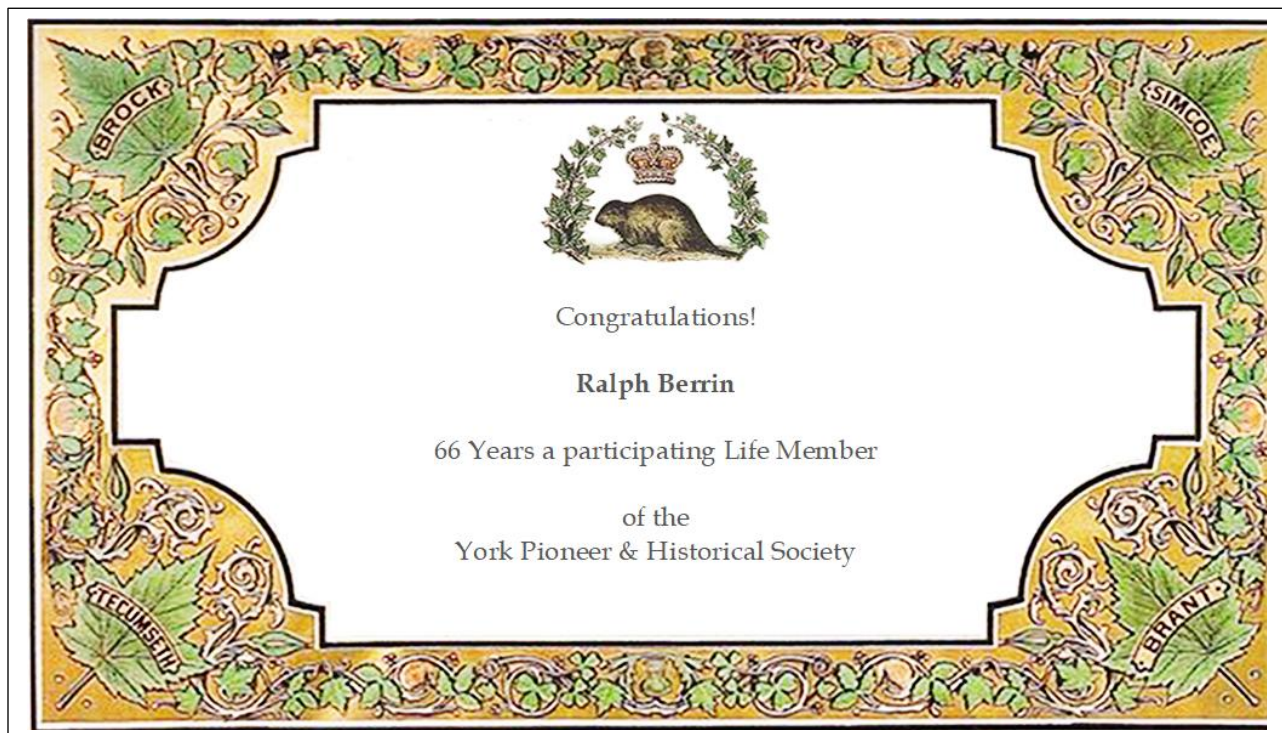 BROCK
SIMCOE
Congratulations!
Ralph Berrin
66 Years a participating Life Member
of the
York Pioneer & Historical Society
TECUMSETH
BRANT